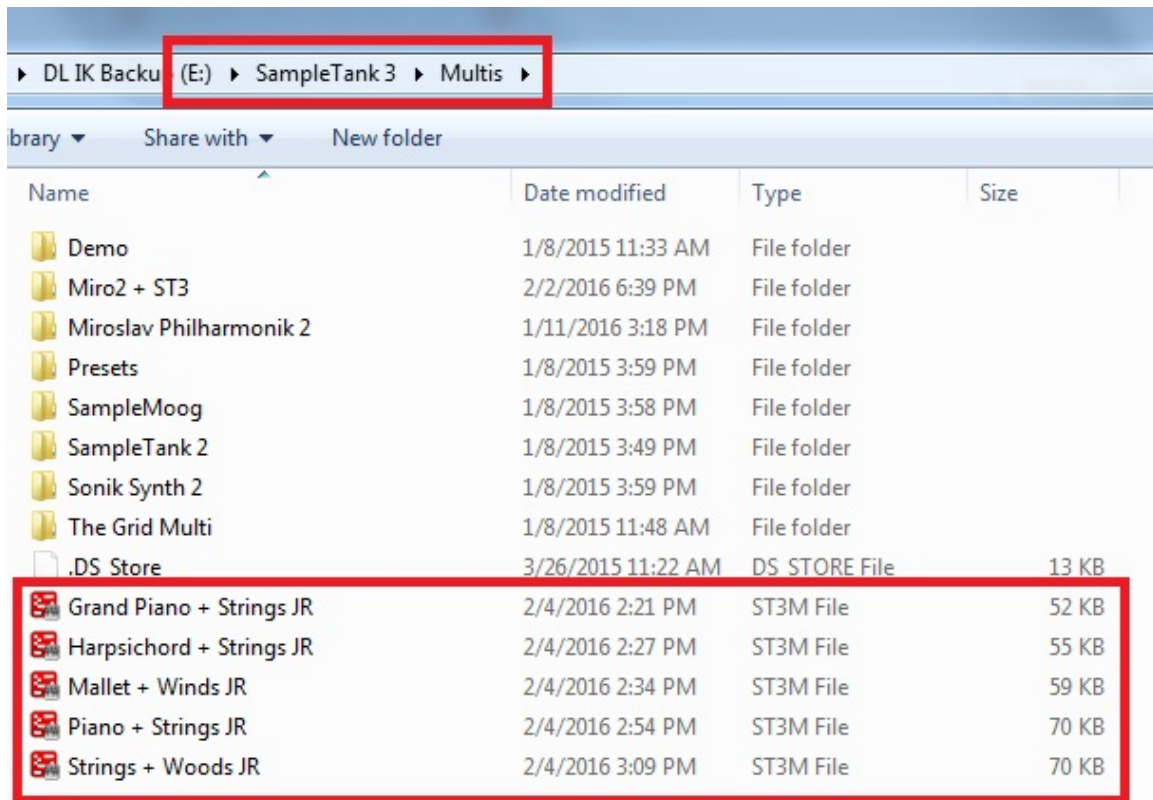 DL IK Backu (E:) SampleTank 3 Multis
ibrary Share with New folder
Name Date modified Type Size
Demo 1/8/2015 11:33 AM File folder
Miro2 + ST3 2/2/2016 6:39 PM File folder
Miroslav Philharmonik 2 1/11/2016 3:18 PM File folder
Presets 1/8/2015 3:59 PM File folder
SampleMoog 1/8/2015 3:58 PM File folder
SampleTank 2 1/8/2015 3:49 PM File folder
Sonik Synth 2 1/8/2015 3:59 PM File folder
The Grid Multi 1/8/2015 11:48 AM File folder
.DS_Store 3/26/2015 11:22 AM DS_STORE File 13 KB
Grand Piano + Strings JR 2/4/2016 2:21 PM ST3M File 52 KB
Harpsichord + Strings JR 2/4/2016 2:27 PM ST3M File 55 KB
Mallet + Winds JR 2/4/2016 2:34 PM ST3M File 59 KB
Piano + Strings JR 2/4/2016 2:54 PM ST3M File 70 KB
Strings + Woods JR 2/4/2016 3:09 PM ST3M File 70 KB